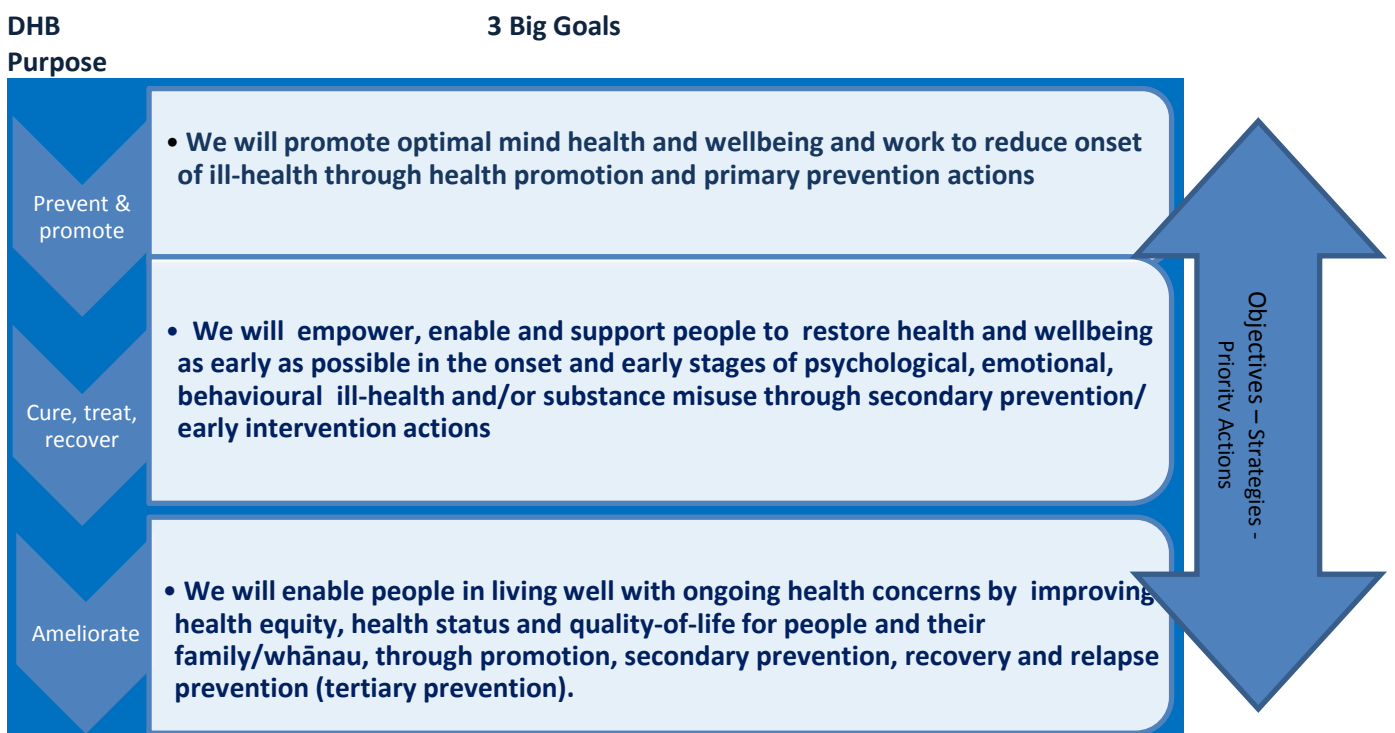 DHB
Purpose
3 Big Goals
Prevent &
promote
• We will promote optimal mind health and wellbeing and work to reduce onset
of ill-health through health promotion and primary prevention actions
Cure, treat,
recover
• We will empower, enable and support people to restore health and wellbeing
as early as possible in the onset and early stages of psychological, emotional,
behavioural ill-health and/or substance misuse through secondary prevention/
early intervention actions
Ameliorate
• We will enable people in living well with ongoing health concerns by improving
health equity, health status and quality-of-life for people and their
family/whānau, through promotion, secondary prevention, recovery and relapse
prevention (tertiary prevention).
Objectives – Strategies -
Priority Actions